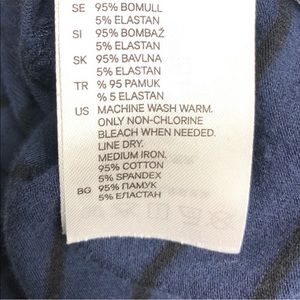 SE 95% BOMULL
5% ELASTAN
SI 95% BOMBAŽ
5% ELASTAN
SK 95% BAVLNA
5% ELASTAN
TR % 95 PAMUK
% 5 ELASTAN
US MACHINE WASH WARM.
ONLY NON-CHLORINE
BLEACH WHEN NEEDED.
LINE DRY.
MEDIUM IRON.
95% COTTON
5% SPANDEX
BG 95% ПАМУК
5% ЕЛАСТАН